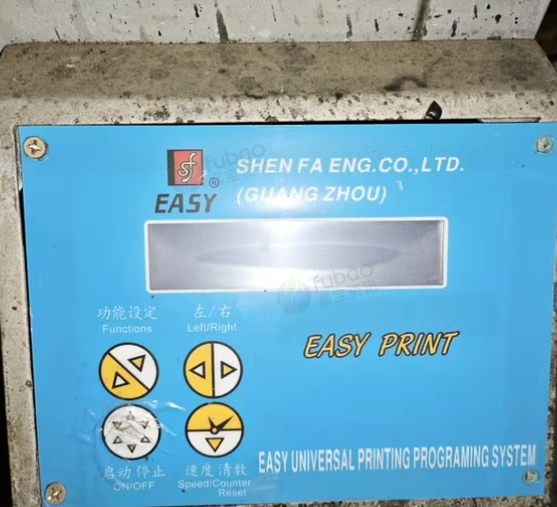 sf
®
EASY
SHEN FA ENG.CO.,LTD.
(GUANG ZHOU)
fubao
fubao
功能设定
Functions
左/右
Left/Right
EASY PRINT
启动 停止
ON/OFF
速度 清数
Speed/Counter
Reset
EASY UNIVERSAL PRINTING PROGRAMING SYSTEM